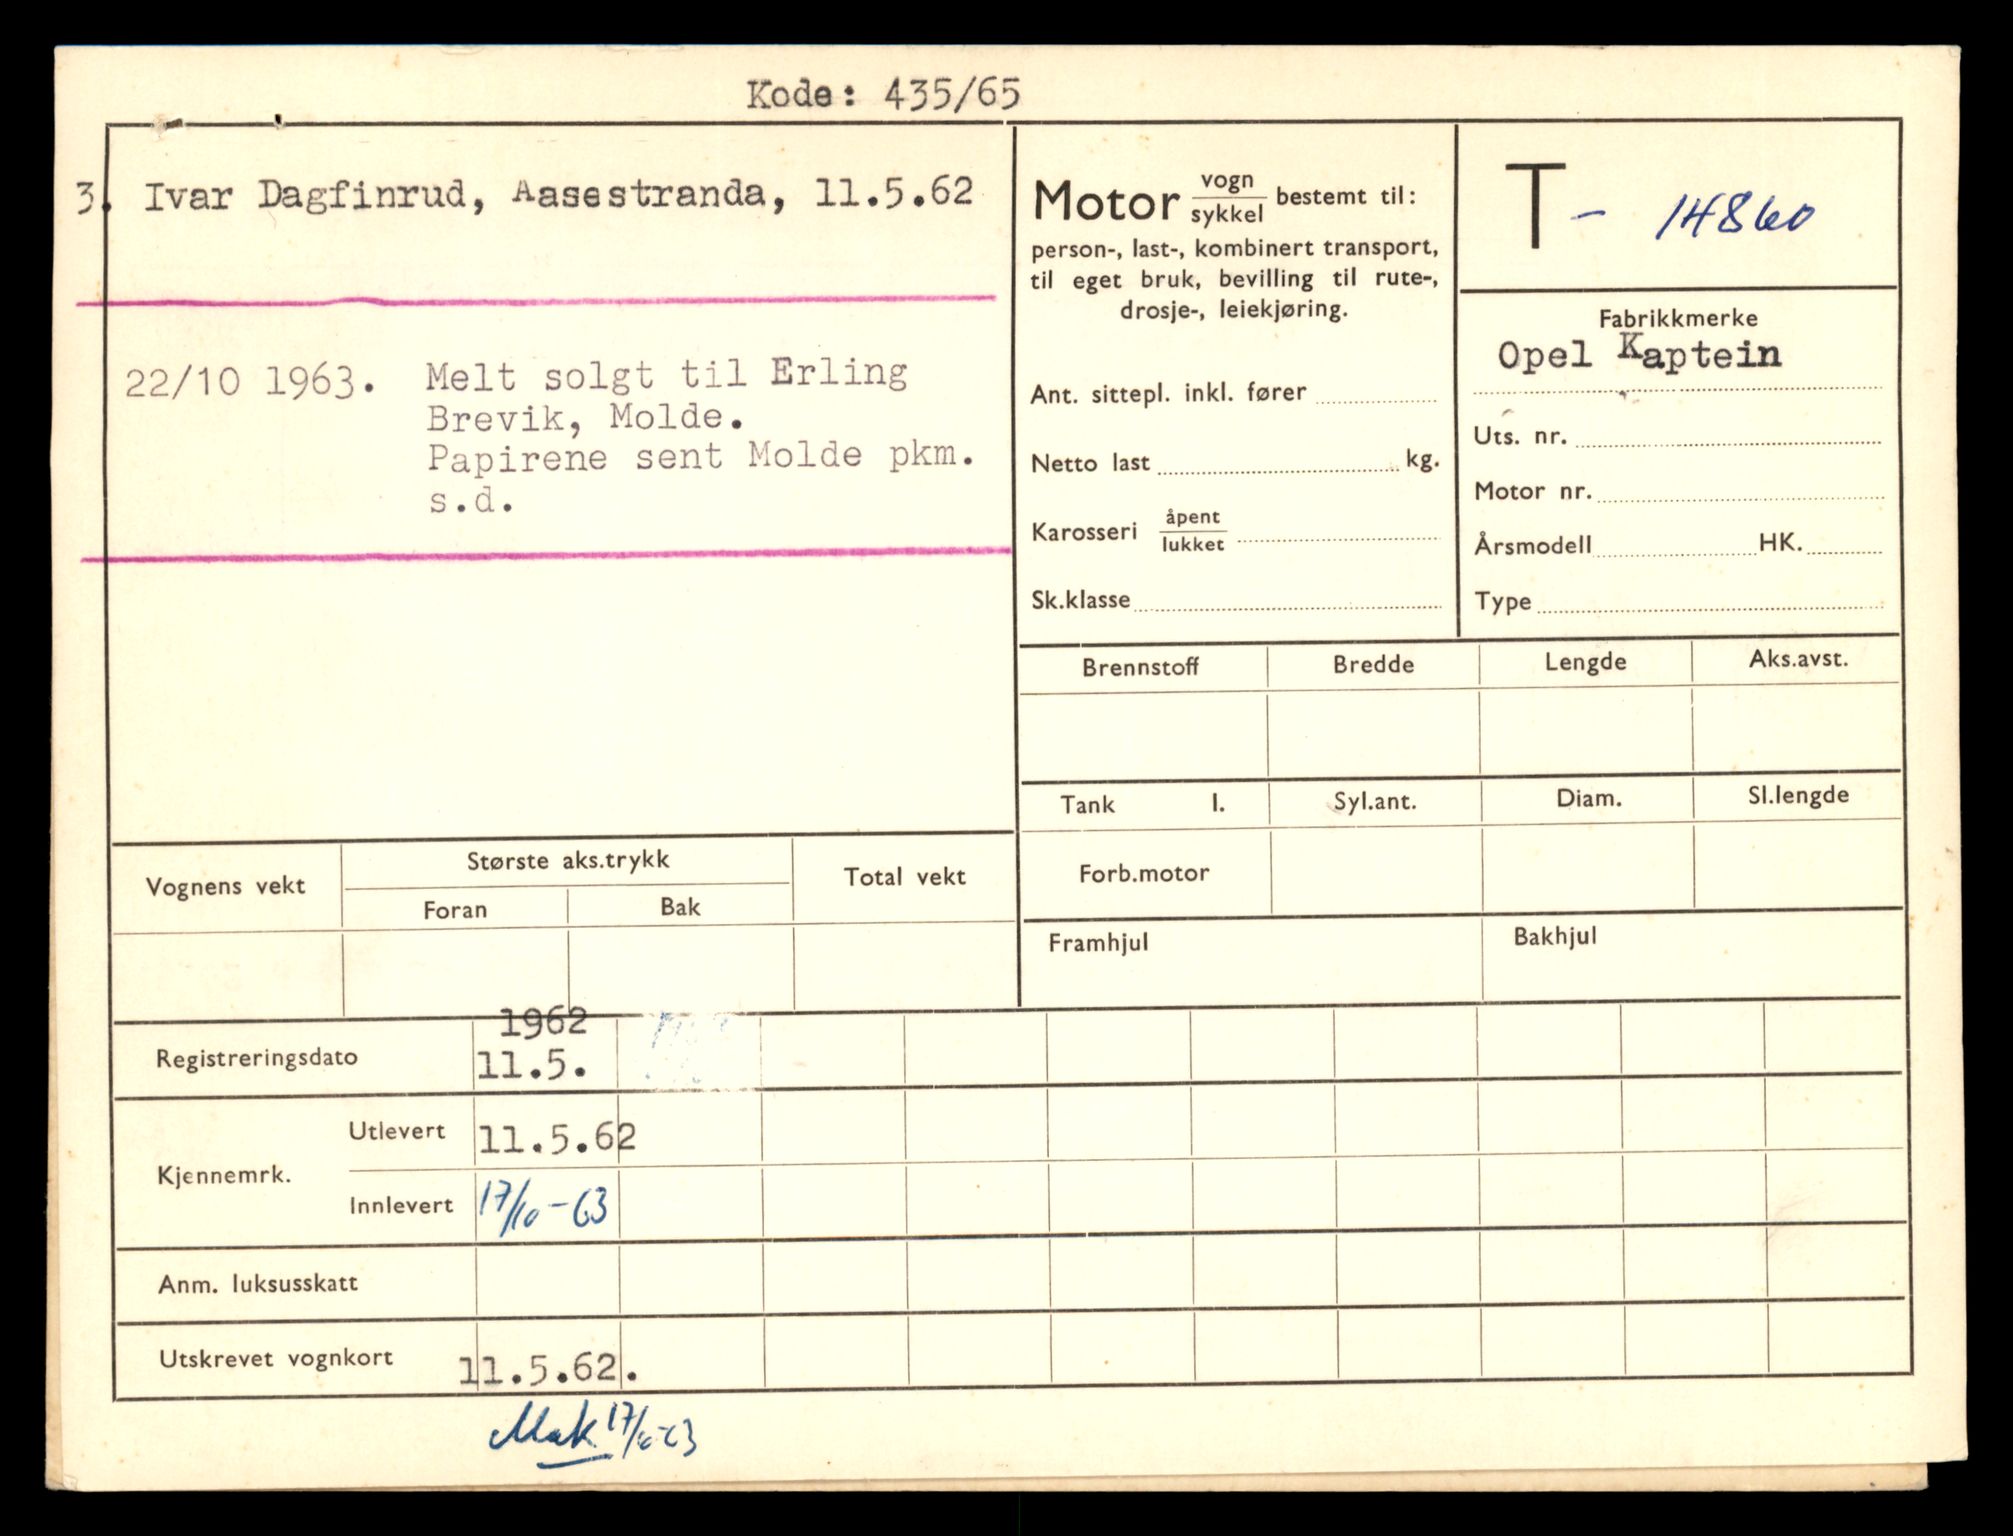 Kode: 435/65
3. Ivar Dagfinrud, Aasestranda, 11.5.62
22/10 1963. Melt solgt til Erling
Brevik, Molde.
Papirene sent Molde pkm.
s.d.
Motor vogn/sykkel bestemt til:
person-, last-, kombinert transport,
til eget bruk, bevilling til rute-,
drosje-, leiekjøring.
Ant. sittepl. inkl. fører
Netto last kg.
Karosseri åpent/lukket
Sk.klasse
T - 14860
Fabrikkmerke
Opel Kaptein
Uts. nr.
Motor nr.
Årsmodell HK.
Type
Brennstoff Bredde Lengde Aks.avst.
Tank l. Syl.ant. Diam. Sl.lengde
Forb.motor
Framhjul Bakhjul
Vognens vekt Største aks.trykk Total vekt
Foran Bak
1962
Registreringsdato 11.5.
Kjennemrk. Utlevert 11.5.62
Innlevert 17/10-63
Anm. luksusskatt
Utskrevet vognkort 11.5.62.
Mak 17/10-63